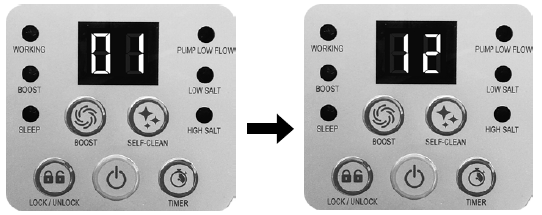 01
WORKING
PUMP LOW FLOW
BOOST
LOW SALT
SLEEP
HIGH SALT
BOOST
SELF-CLEAN
LOCK / UNLOCK
TIMER
12
WORKING
PUMP LOW FLOW
BOOST
LOW SALT
SLEEP
HIGH SALT
BOOST
SELF-CLEAN
LOCK / UNLOCK
TIMER